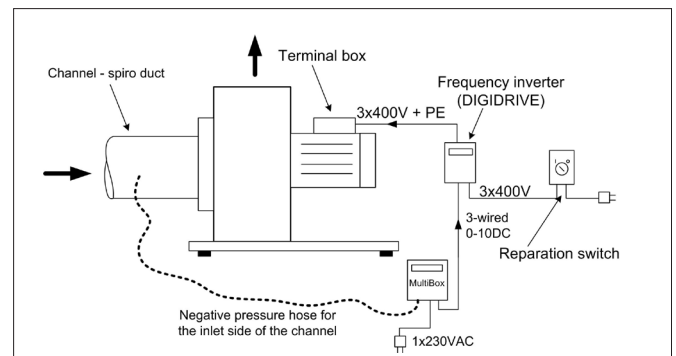 Terminal box
Channel - spiro duct
Frequency inverter
(DIGIDRIVE)
3x400V + PE
3x400V
3-wired
0-10DC
Reparation switch
MultiBox
Negative pressure hose for
the inlet side of the channel
1x230VAC